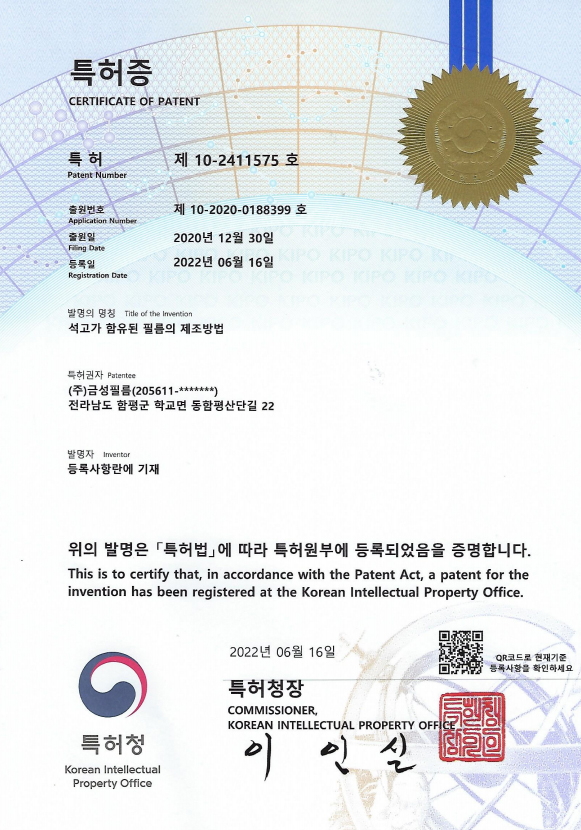 특허증
CERTIFICATE OF PATENT
특 허 제 10-2411575 호
Patent Number
출원번호 제 10-2020-0188399 호
Application Number
출원일 2020년 12월 30일
Filing Date
등록일 2022년 06월 16일
Registration Date
발명의 명칭 Title of the Invention
석고가 함유된 필름의 제조방법
특허권자 Patentee
(주)금성필름(205611-*******)
전라남도 함평군 학교면 동함평산단길 22
발명자 Inventor
등록사항란에 기재
위의 발명은 「특허법」에 따라 특허원부에 등록되었음을 증명합니다.
This is to certify that, in accordance with the Patent Act, a patent for the
invention has been registered at the Korean Intellectual Property Office.
2022년 06월 16일
QR코드로 현재기준
등록사항을 확인하세요
특허청장
COMMISSIONER,
KOREAN INTELLECTUAL PROPERTY OFFICE
이 인 실
특허청
Korean Intellectual
Property Office